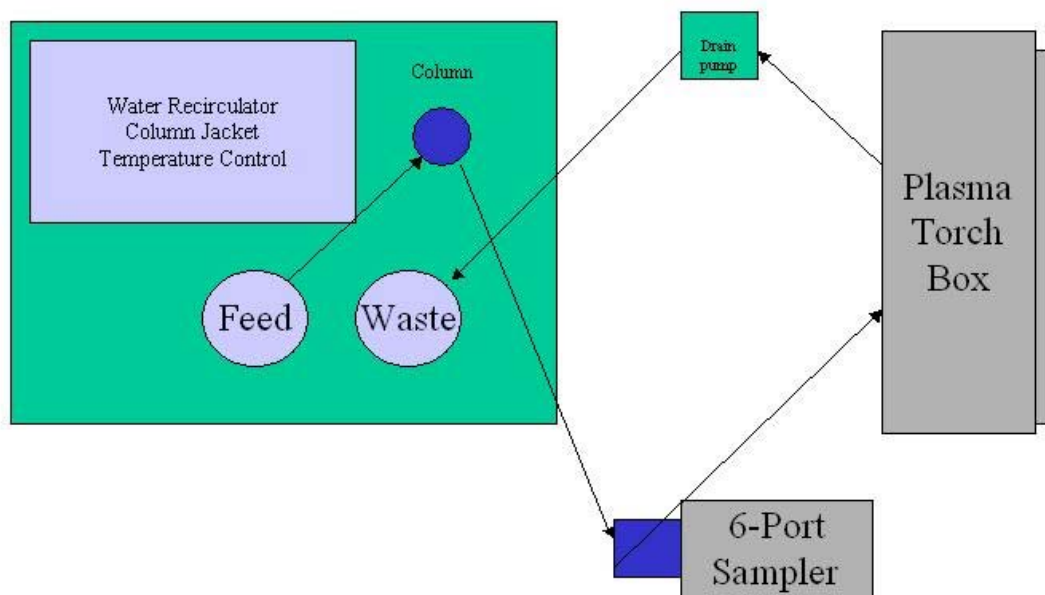 Water Recirculator
Column Jacket
Temperature Control
Column
Drain
pump
Feed
Waste
Plasma
Torch
Box
6-Port
Sampler